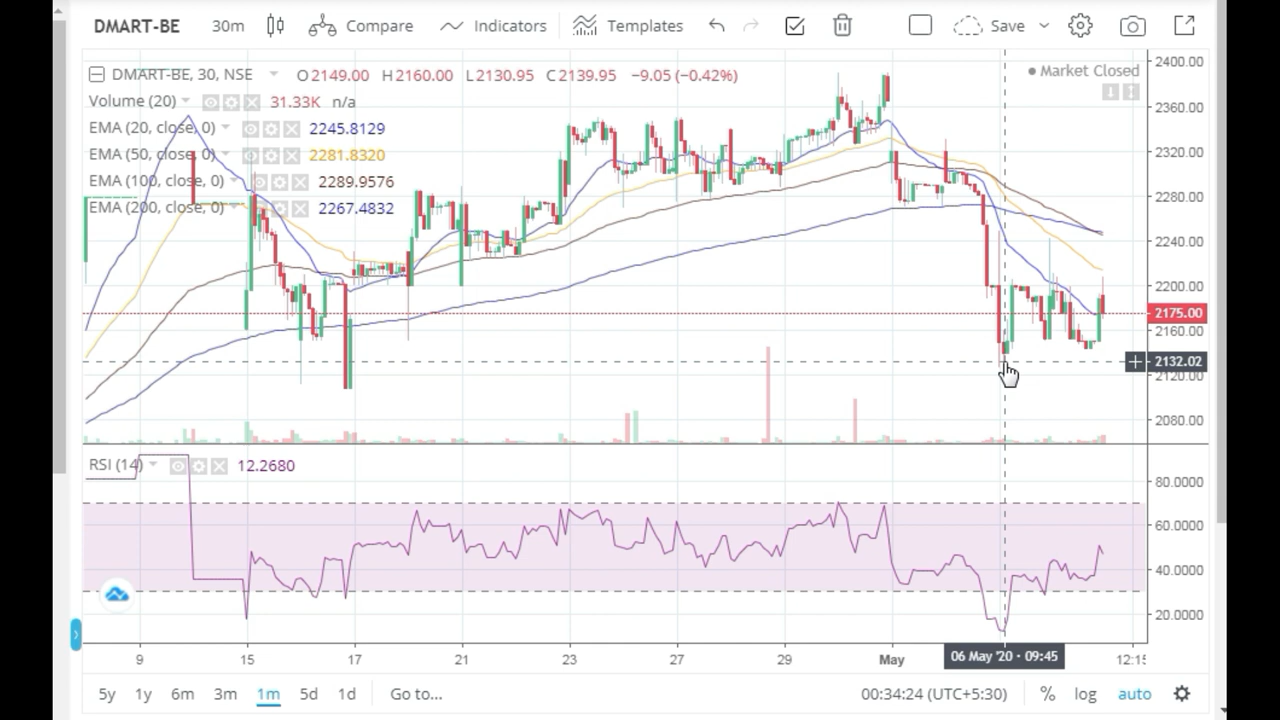 DMART-BE 30m Compare Indicators Templates Save
DMART-BE, 30, NSE O2149.00 H2160.00 L2130.95 C2139.95 −9.05 (−0.42%)
Market Closed
Volume (20) 31.33K n/a
EMA (20, close, 0) 2245.8129
EMA (50, close, 0) 2281.8320
EMA (100, close, 0) 2289.9576
EMA (200, close, 0) 2267.4832
2400.00
2360.00
2320.00
2280.00
2240.00
2200.00
2175.00
2160.00
2132.02
2120.00
2080.00
RSI (14) 12.2680
80.0000
60.0000
40.0000
20.0000
9 15 17 21 23 27 29 May 06 May '20 · 09:45 12:15
5y 1y 6m 3m 1m 5d 1d Go to... 00:34:24 (UTC+5:30) % log auto